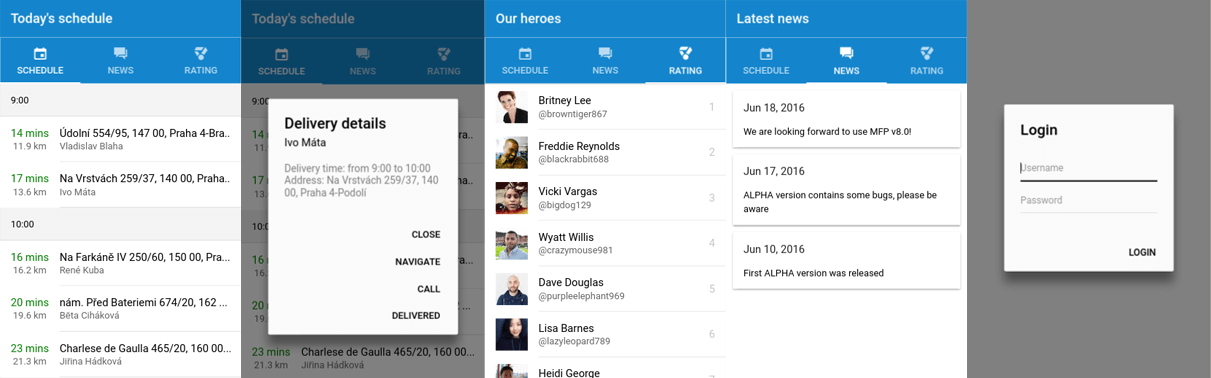 Today's schedule
SCHEDULE
NEWS
RATING
9:00
14 mins
Údolní 554/95, 147 00, Praha 4-Bra..
11.9 km
Vladislav Blaha
17 mins
Na Vrstvách 259/37, 140 00, Praha..
13.6 km
Ivo Máta
10:00
16 mins
Na Farkáně IV 250/60, 150 00, Pra...
16.2 km
René Kuba
20 mins
nám. Před Bateriemi 674/20, 162 ...
19.6 km
Běta Ciháková
23 mins
Charlese de Gaulla 465/20, 160 00...
21.3 km
Jiřina Hádková
Today's schedule
SCHEDULE
NEWS
RATING
9:00
14
ra..
11.
17
a..
13.
10:0
16
a...
16.
20
...
19.
23 mins
Charlese de Gaulla 465/20, 160 00...
21.3 km
Jiřina Hádková
Delivery details
Ivo Máta
Delivery time: from 9:00 to 10:00
Address: Na Vrstvách 259/37, 140
00, Praha 4-Podolí
CLOSE
NAVIGATE
CALL
DELIVERED
Our heroes
SCHEDULE
NEWS
RATING
Britney Lee
@browntiger867
1
Freddie Reynolds
@blackrabbit688
2
Vicki Vargas
@bigdog129
3
Wyatt Willis
@crazymouse981
4
Dave Douglas
@purpleelephant969
5
Lisa Barnes
@lazyleopard789
6
Heidi George
Latest news
SCHEDULE
NEWS
RATING
Jun 18, 2016
We are looking forward to use MFP v8.0!
Jun 17, 2016
ALPHA version contains some bugs, please be
aware
Jun 10, 2016
First ALPHA version was released
Login
Username
Password
LOGIN